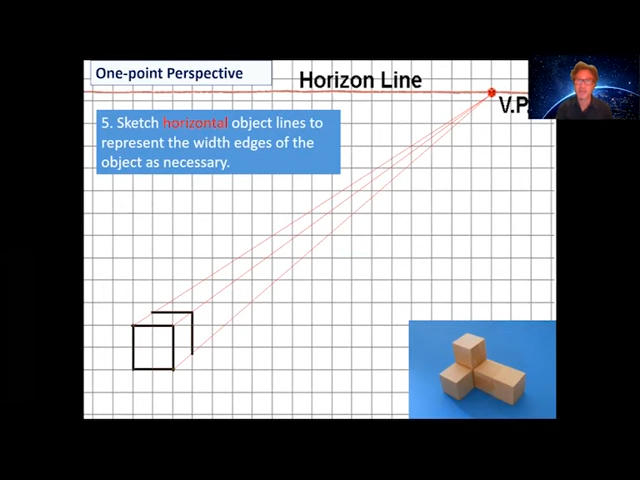 One-point Perspective
Horizon Line
V.P.
5. Sketch horizontal object lines to
represent the width edges of the
object as necessary.